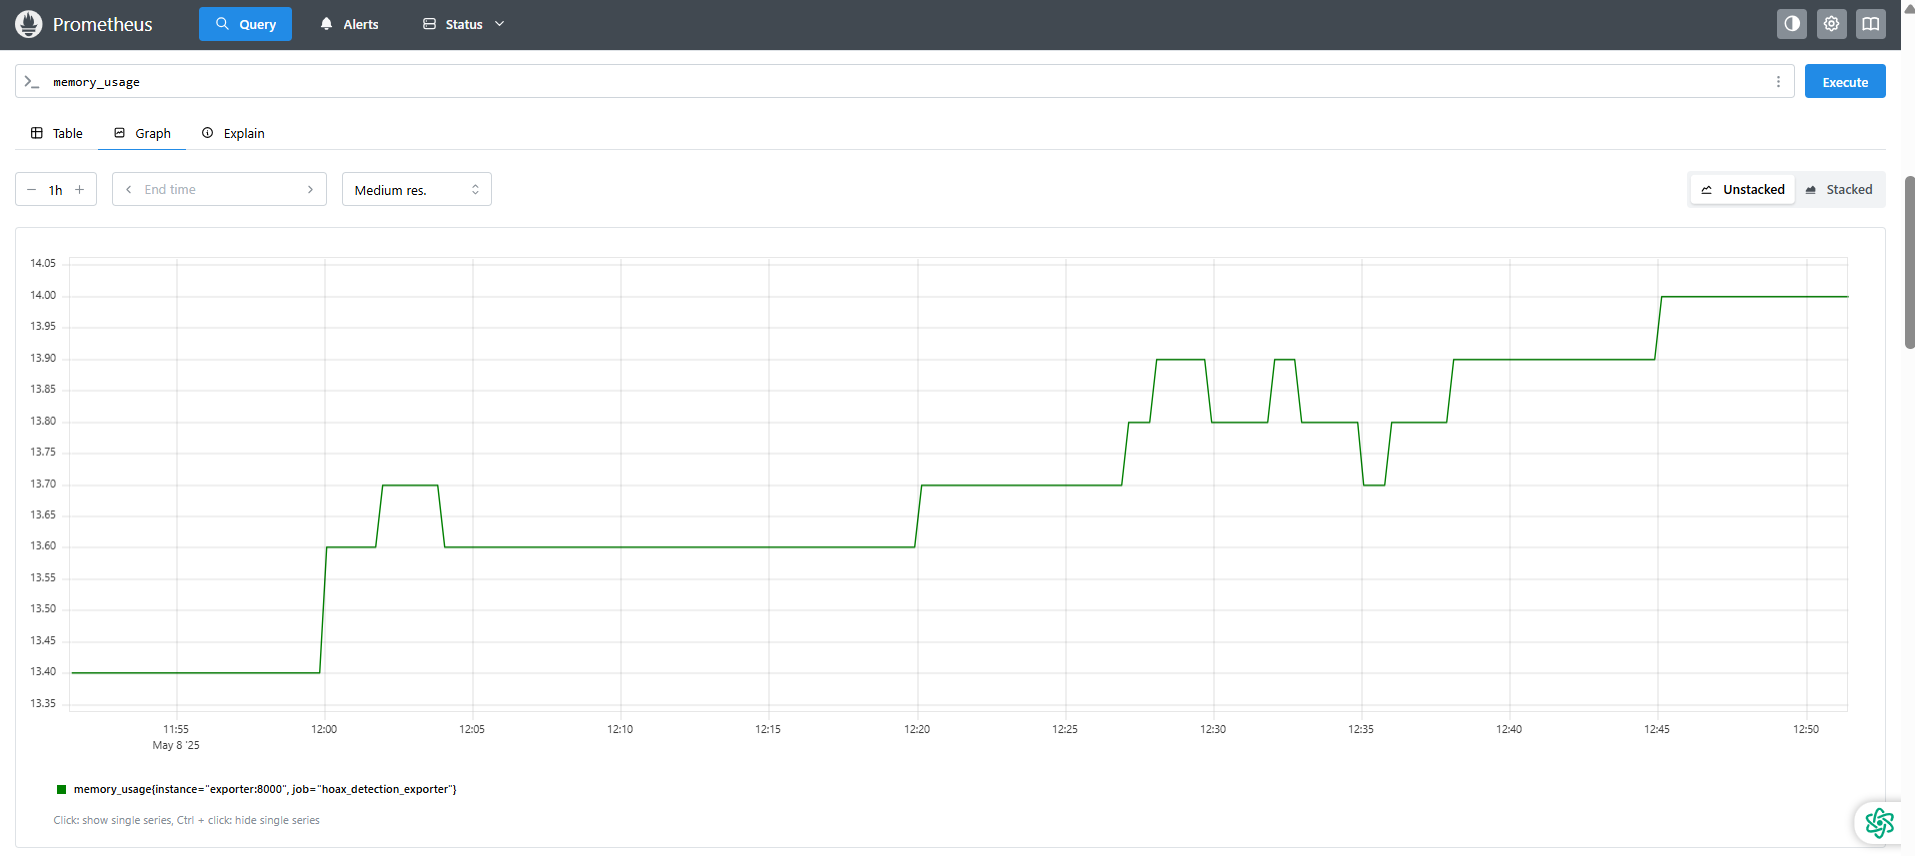 Prometheus Query Alerts Status
memory_usage Execute
Table Graph Explain
1h End time Medium res. Unstacked Stacked
14.05
14.00
13.95
13.90
13.85
13.80
13.75
13.70
13.65
13.60
13.55
13.50
13.45
13.40
13.35
11:55 12:00 12:05 12:10 12:15 12:20 12:25 12:30 12:35 12:40 12:45 12:50
May 8 '25
memory_usage{instance="exporter:8000", job="hoax_detection_exporter"}
Click: show single series, Ctrl + click: hide single series